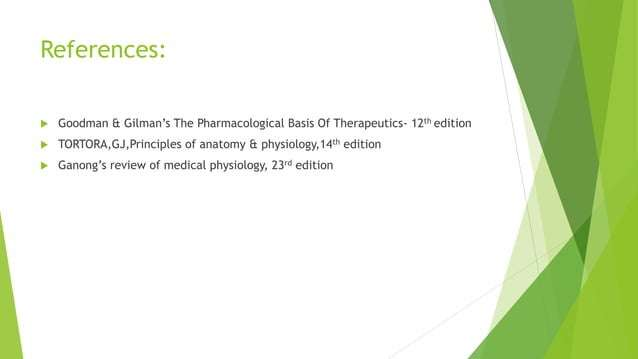 References:
Goodman & Gilman's The Pharmacological Basis Of Therapeutics- 12th edition
TORTORA,GJ,Principles of anatomy & physiology,14th edition
Ganong's review of medical physiology, 23rd edition